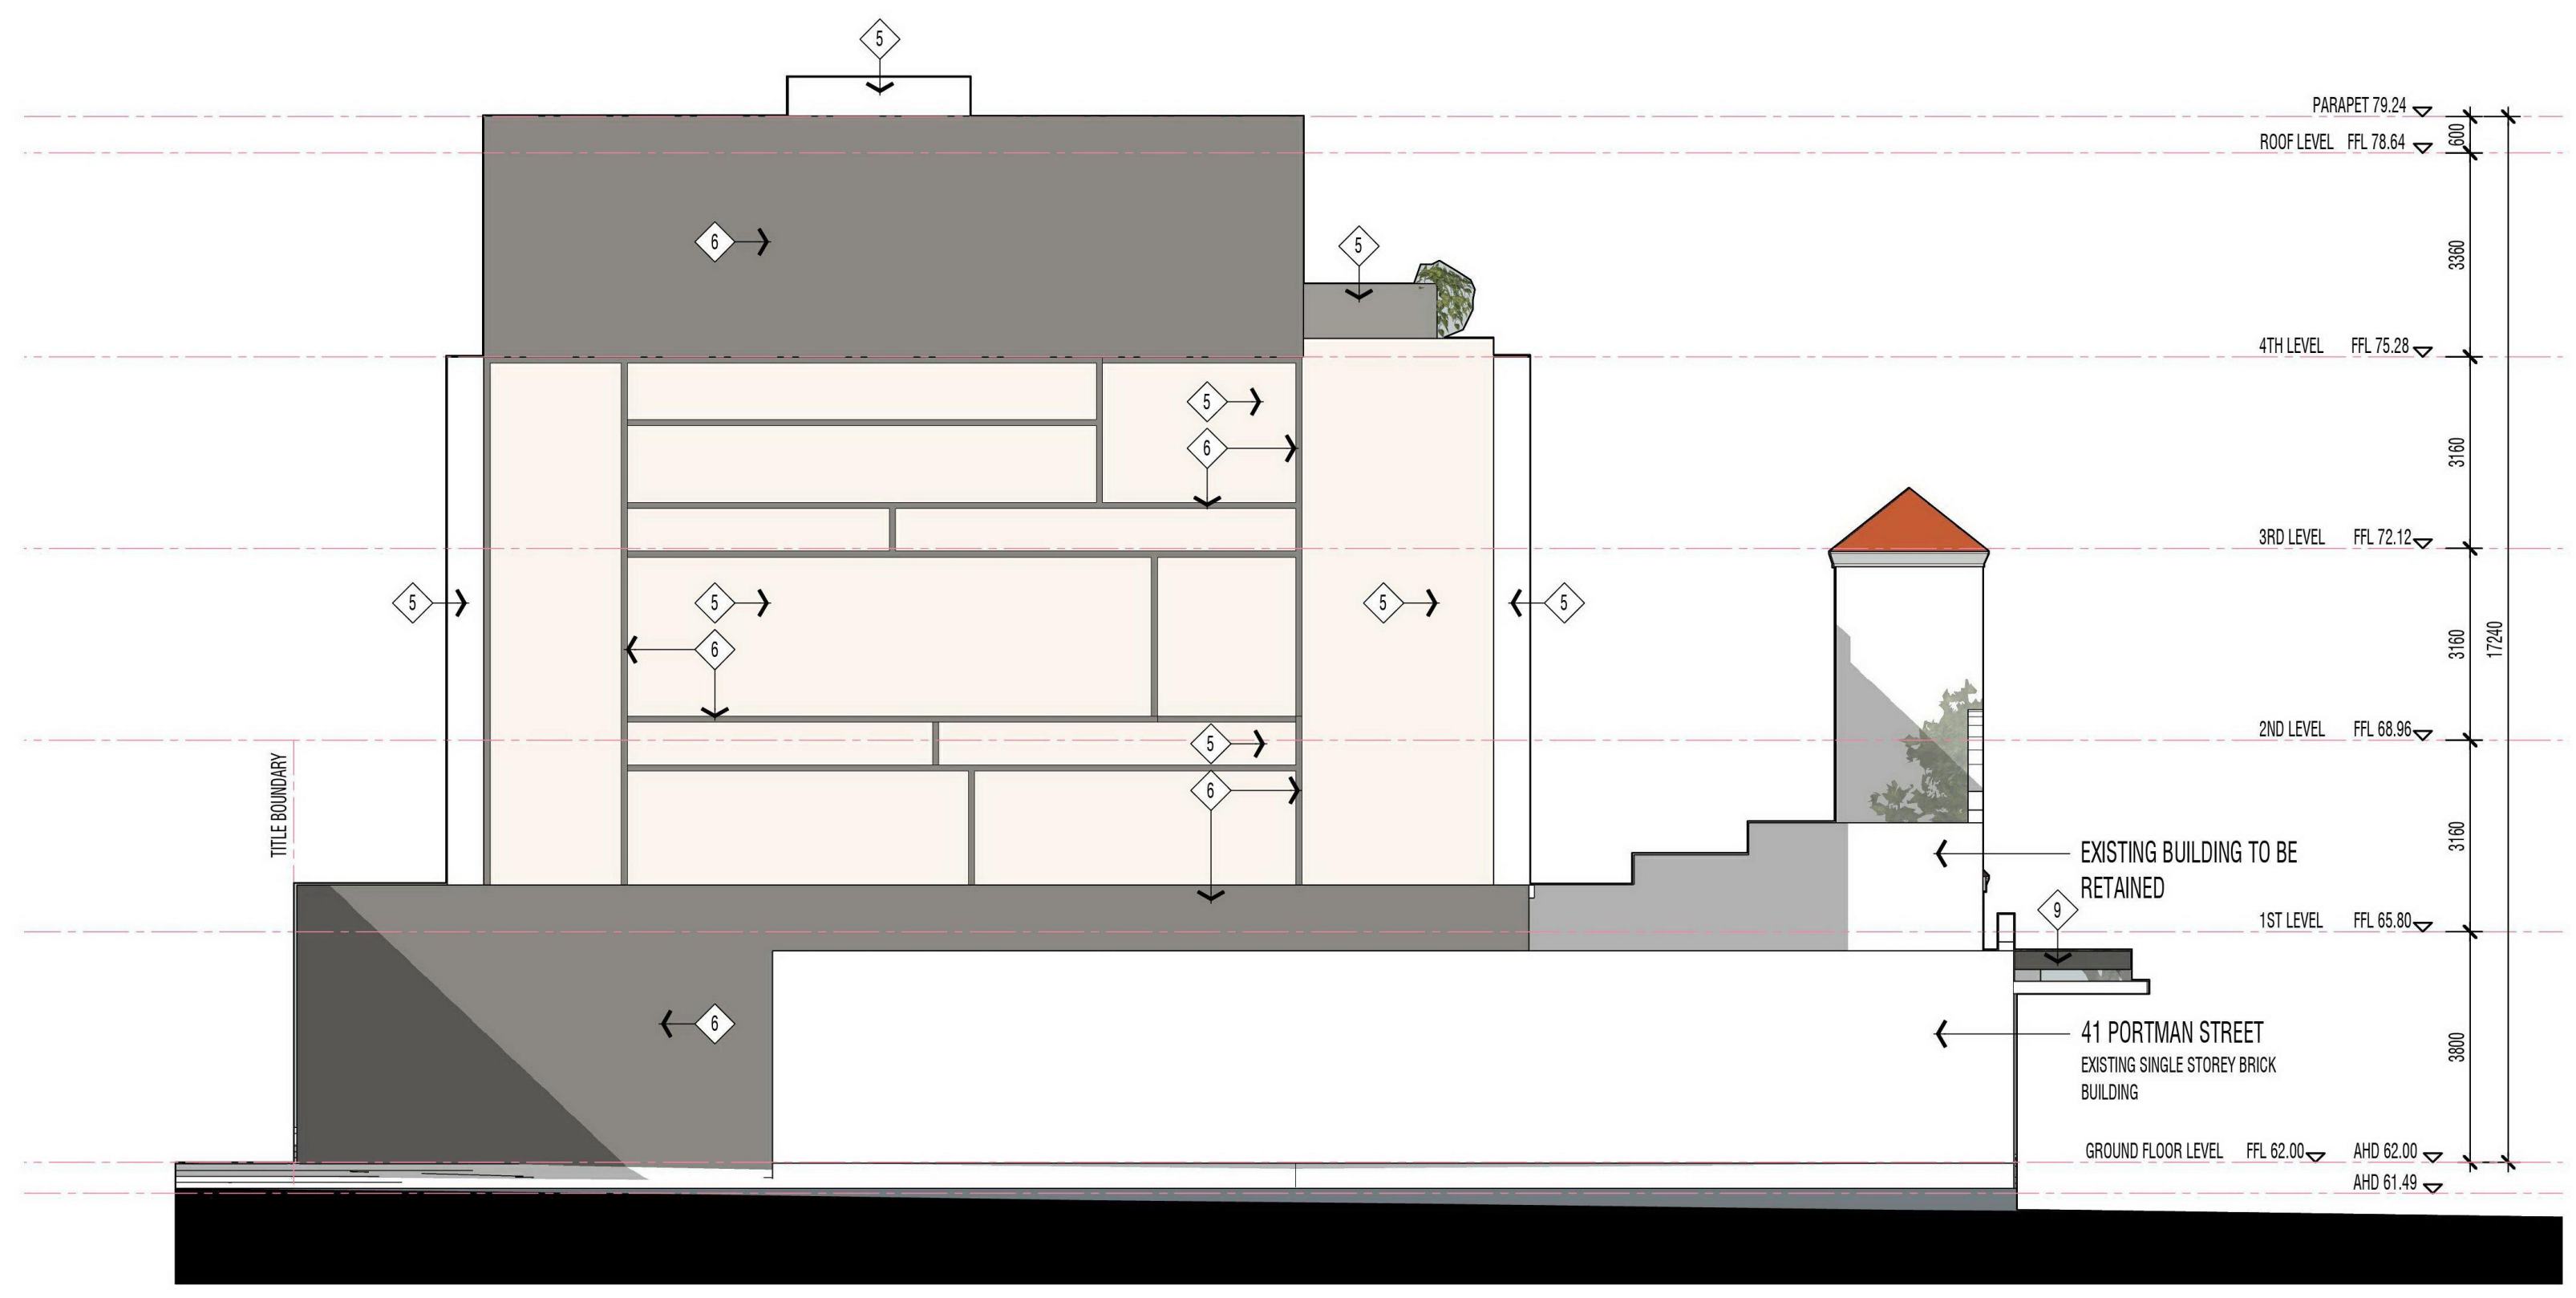 5
PARAPET 79.24
ROOF LEVEL FFL 78.64
600
6
5
3360
4TH LEVEL FFL 75.28
5
6
3160
3RD LEVEL FFL 72.12
5
5
5
5
6
3160
17240
2ND LEVEL FFL 68.96
5
TITLE BOUNDARY
6
3160
EXISTING BUILDING TO BE
RETAINED
9
1ST LEVEL FFL 65.80
6
41 PORTMAN STREET
EXISTING SINGLE STOREY BRICK
BUILDING
3800
GROUND FLOOR LEVEL FFL 62.00 AHD 62.00
AHD 61.49